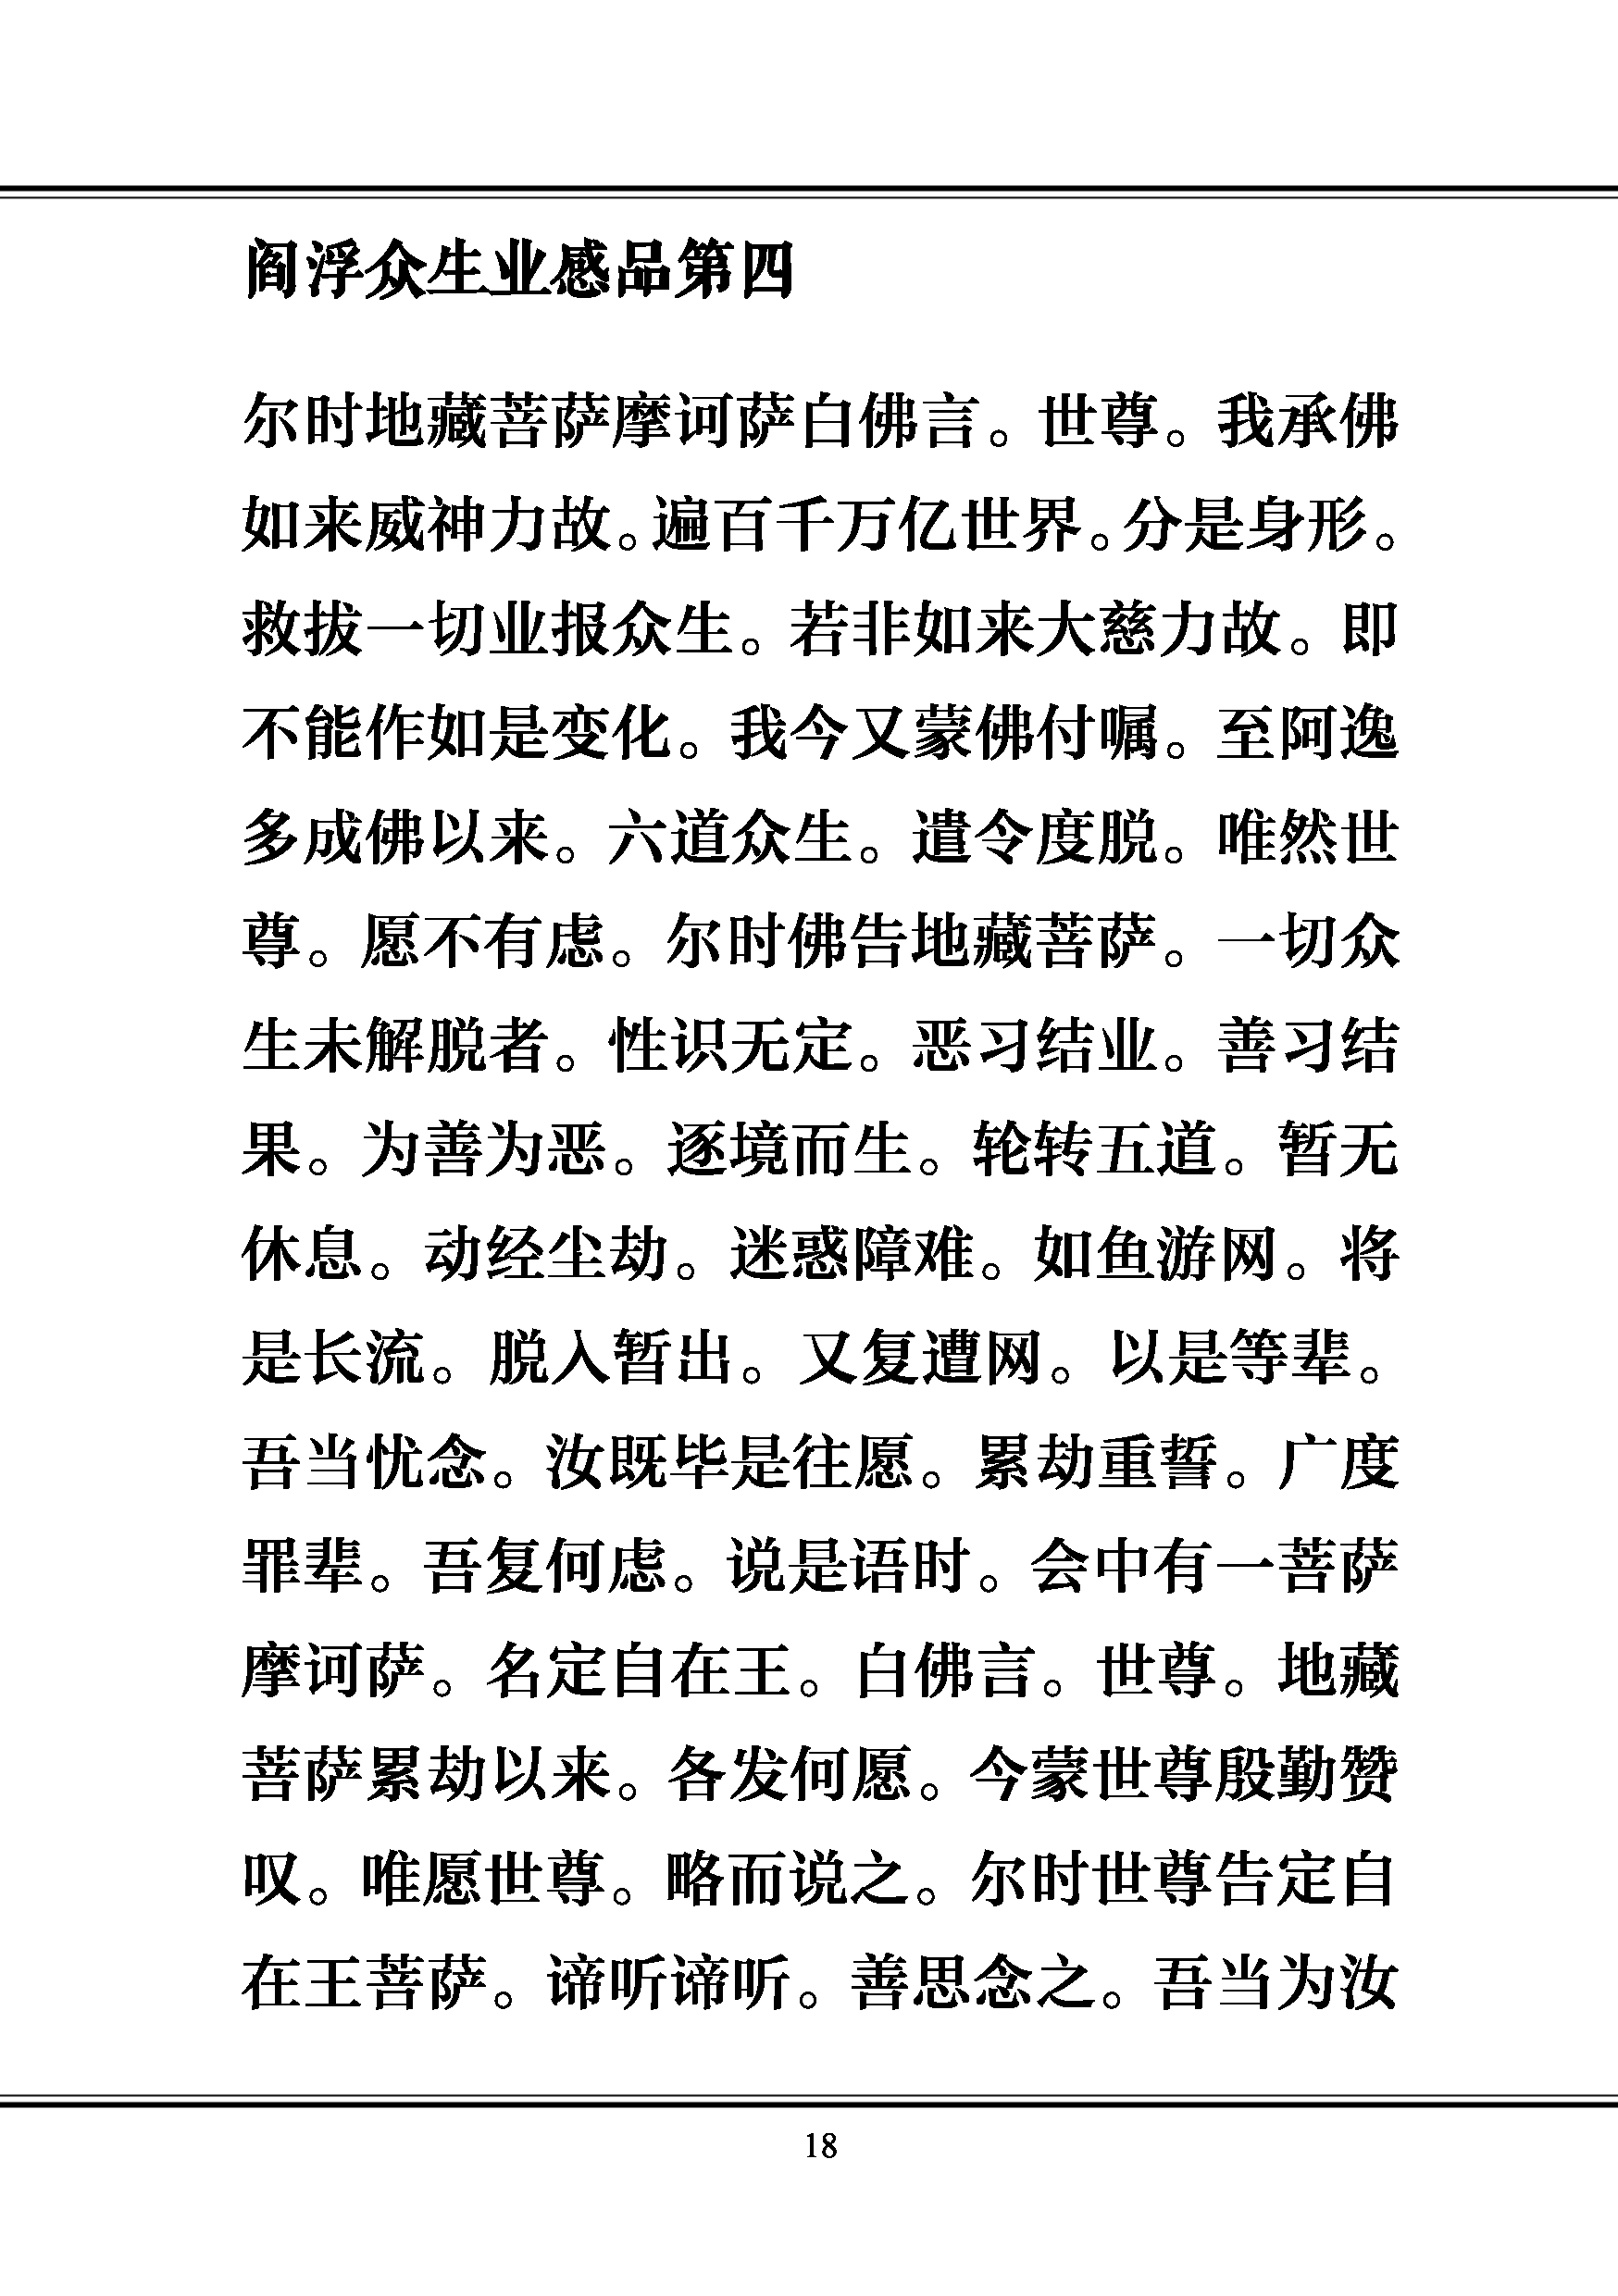 阎浮众生业感品第四
尔时地藏菩萨摩诃萨白佛言。世尊。我承佛
如来威神力故。遍百千万亿世界。分是身形。
救拔一切业报众生。若非如来大慈力故。即
不能作如是变化。我今又蒙佛付嘱。至阿逸
多成佛以来。六道众生。遣令度脱。唯然世
尊。愿不有虑。尔时佛告地藏菩萨。一切众
生未解脱者。性识无定。恶习结业。善习结
果。为善为恶。逐境而生。轮转五道。暂无
休息。动经尘劫。迷惑障难。如鱼游网。将
是长流。脱入暂出。又复遭网。以是等辈。
吾当忧念。汝既毕是往愿。累劫重誓。广度
罪辈。吾复何虑。说是语时。会中有一菩萨
摩诃萨。名定自在王。白佛言。世尊。地藏
菩萨累劫以来。各发何愿。今蒙世尊殷勤赞
叹。唯愿世尊。略而说之。尔时世尊告定自
在王菩萨。谛听谛听。善思念之。吾当为汝
18